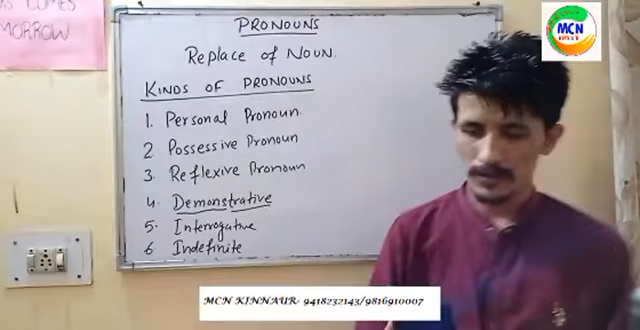 COMES
MORROW.
PRONOUNS
Replace of NOUN.
KINDS OF PRONOUNS
1. Personal Pronoun.
2 Possessive Pronoun
3. Reflexive Pronoun
4. Demonstrative
5. Interrogative
6 Indefinite
MCN
MCN KINNAUR- 9418232143/9816910007